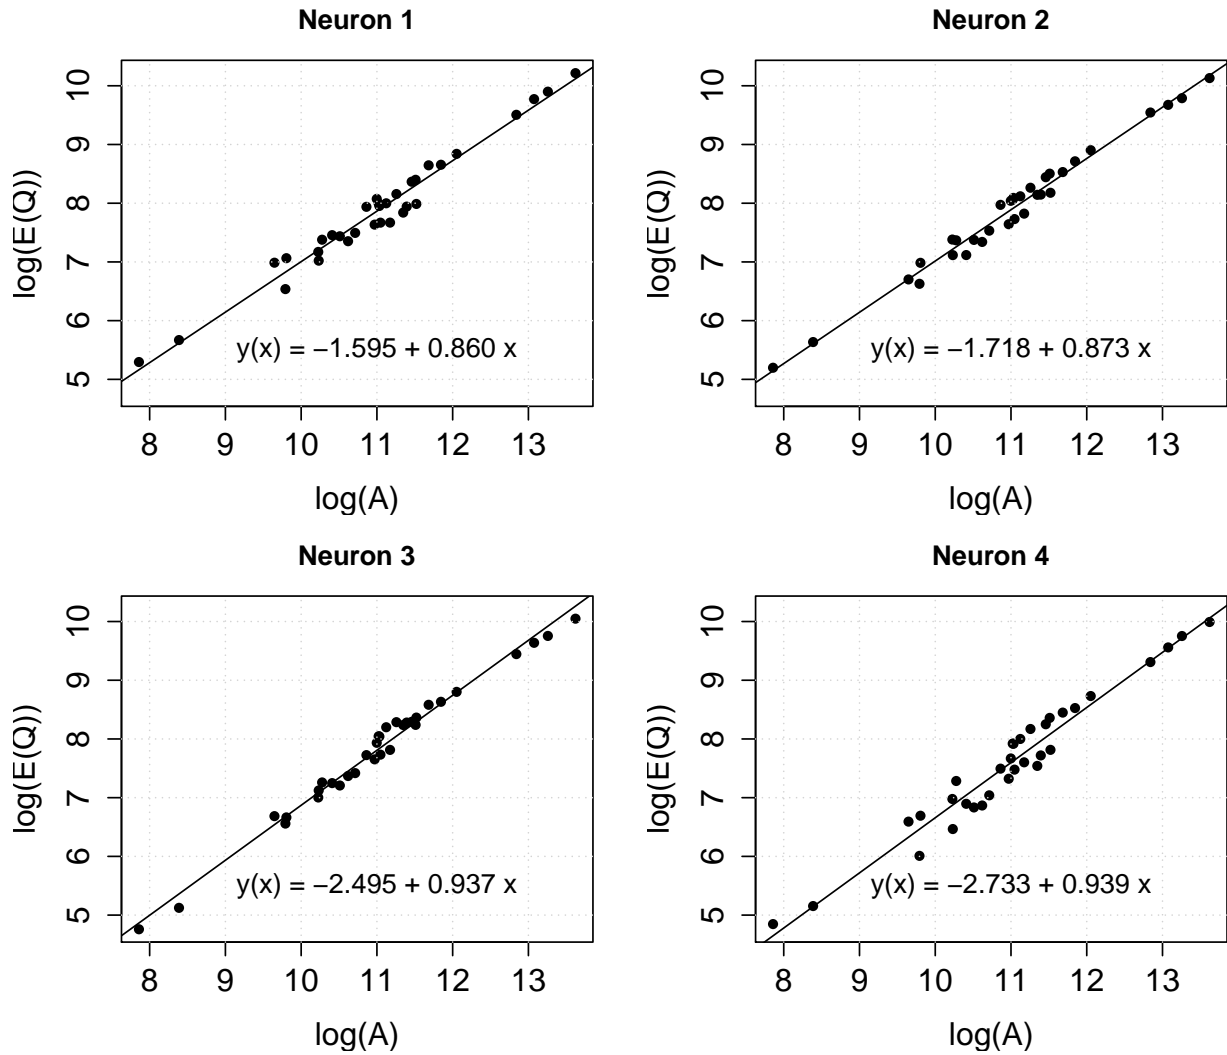 Neuron 1
log(E(Q))
10
9
8
7
6
5
y(x) = −1.595 + 0.860 x
8 9 10 11 12 13
log(A)
Neuron 2
log(E(Q))
10
9
8
7
6
5
y(x) = −1.718 + 0.873 x
8 9 10 11 12 13
log(A)
Neuron 3
log(E(Q))
10
9
8
7
6
5
y(x) = −2.495 + 0.937 x
8 9 10 11 12 13
log(A)
Neuron 4
log(E(Q))
10
9
8
7
6
5
y(x) = −2.733 + 0.939 x
8 9 10 11 12 13
log(A)